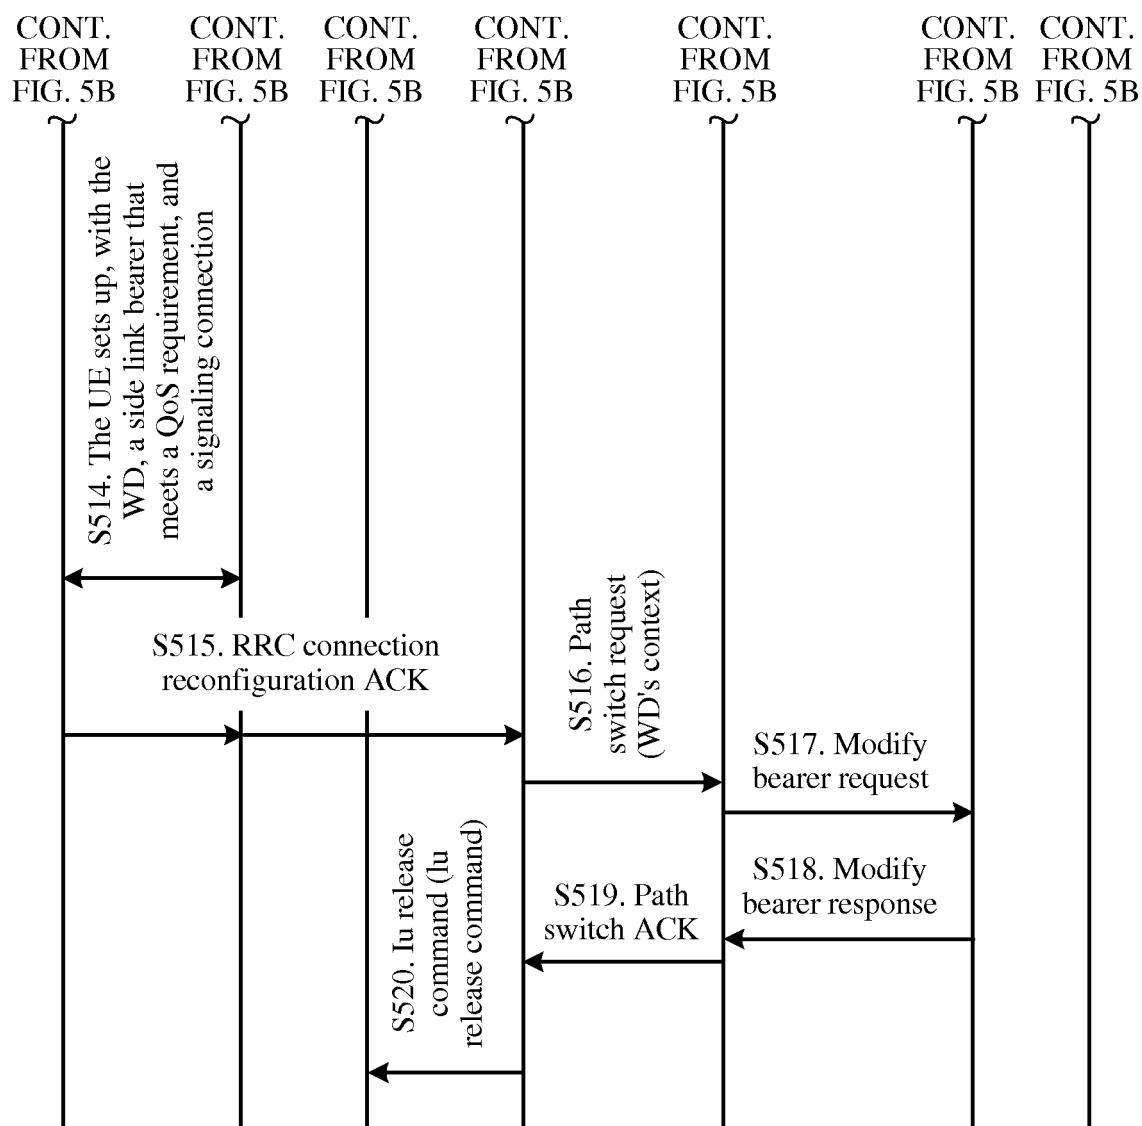 CONT.
FROM
FIG. 5B
CONT.
FROM
FIG. 5B
CONT.
FROM
FIG. 5B
CONT.
FROM
FIG. 5B
CONT.
FROM
FIG. 5B
CONT.
FROM
FIG. 5B
CONT.
FROM
FIG. 5B
S514. The UE sets up, with the
WD, a side link bearer that
meets a QoS requirement, and
a signaling connection
S515. RRC connection
reconfiguration ACK
S516. Path
switch request
(WD's context)
S517. Modify
bearer request
S518. Modify
bearer response
S519. Path
switch ACK
S520. Iu release
command (Iu
release command)